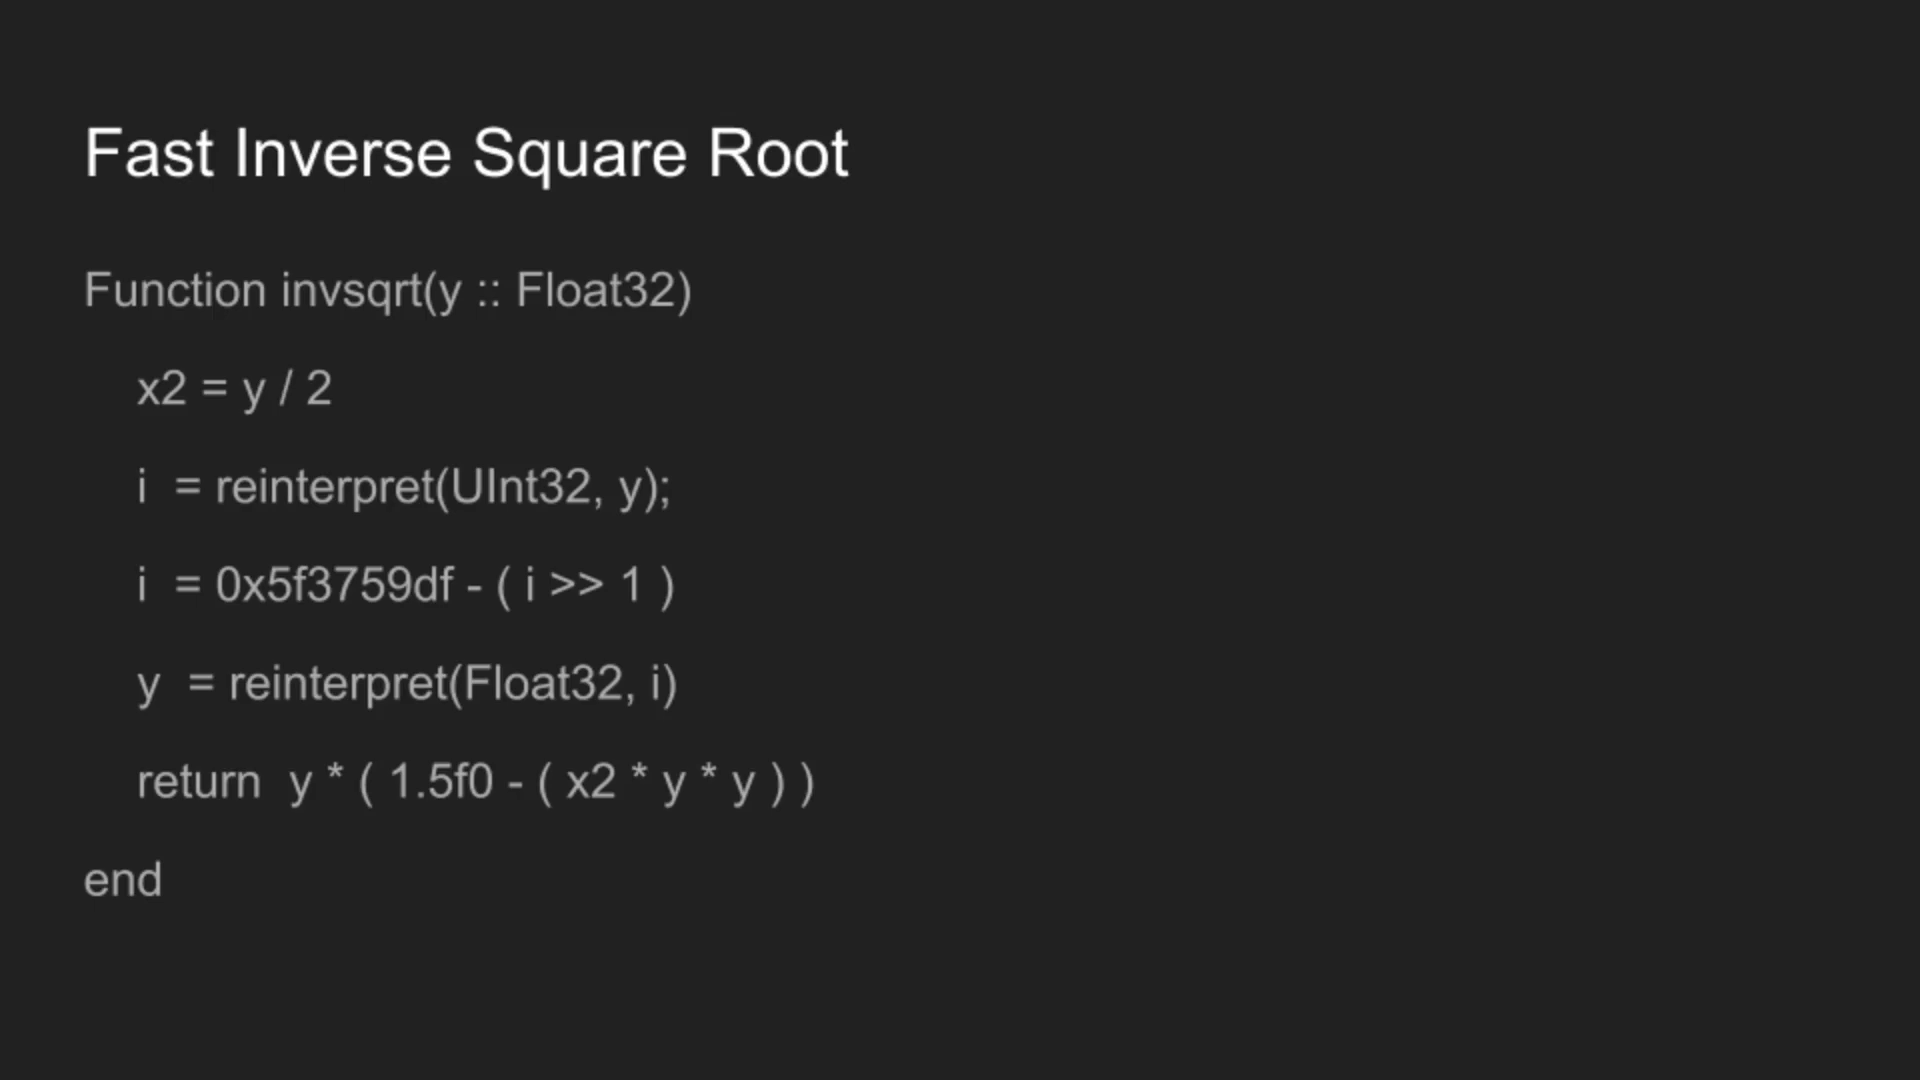 Fast Inverse Square Root
Function invsqrt(y :: Float32)
x2 = y / 2
i  = reinterpret(UInt32, y);
i  = 0x5f3759df - ( i >> 1 )
y  = reinterpret(Float32, i)
return  y * ( 1.5f0 - ( x2 * y * y ) )
end